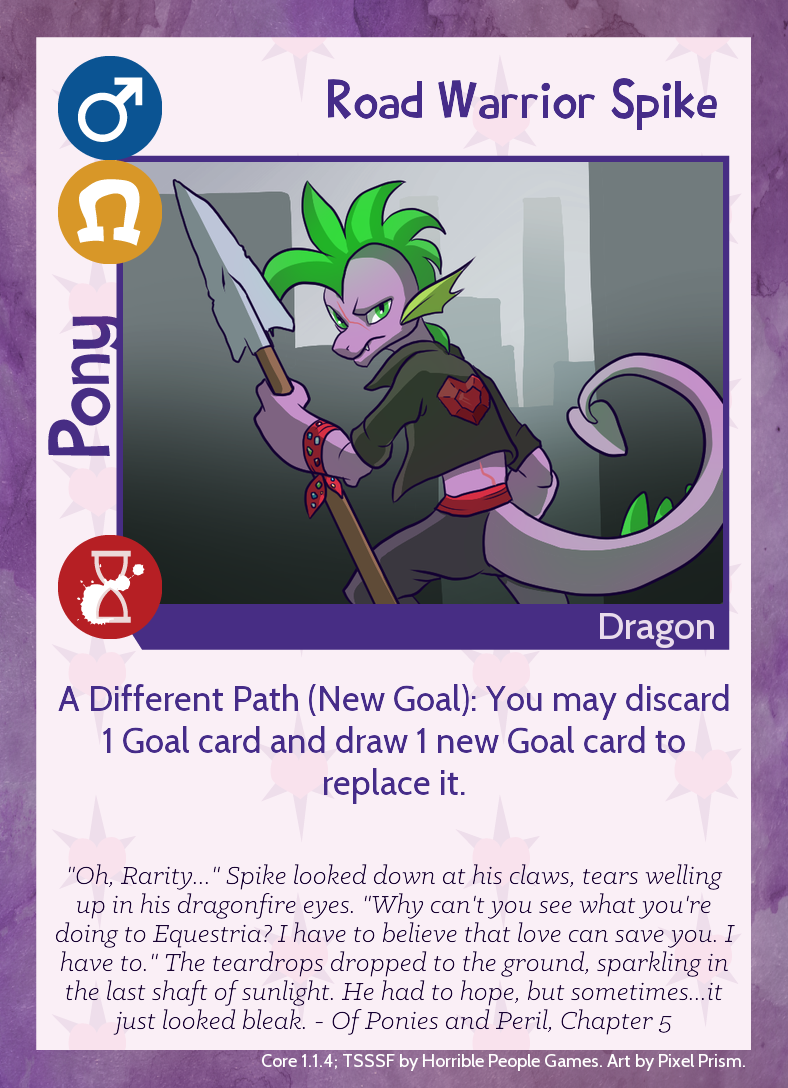 Road Warrior Spike
Pony
Dragon
A Different Path (New Goal): You may discard
1 Goal card and draw 1 new Goal card to
replace it.
"Oh, Rarity..." Spike looked down at his claws, tears welling
up in his dragonfire eyes. "Why can't you see what you're
doing to Equestria? I have to believe that love can save you. I
have to." The teardrops dropped to the ground, sparkling in
the last shaft of sunlight. He had to hope, but sometimes...it
just looked bleak. - Of Ponies and Peril, Chapter 5
Core 1.1.4; TSSSF by Horrible People Games. Art by Pixel Prism.